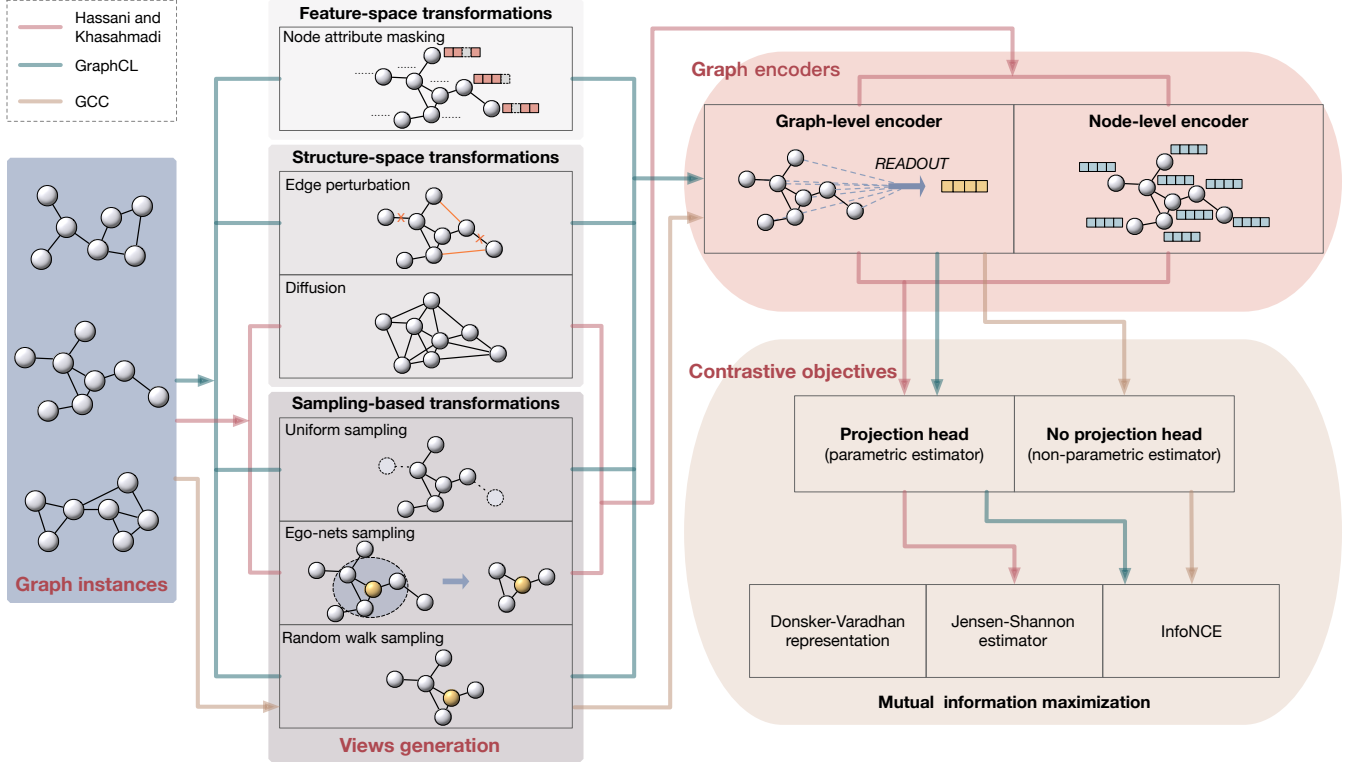 Hassani and
Khasahmadi
GraphCL
GCC
Graph instances
Feature-space transformations
Node attribute masking
Structure-space transformations
Edge perturbation
Diffusion
Sampling-based transformations
Uniform sampling
Ego-nets sampling
Random walk sampling
Views generation
Graph encoders
Graph-level encoder
READOUT
Node-level encoder
Contrastive objectives
Projection head
(parametric estimator)
No projection head
(non-parametric estimator)
Donsker-Varadhan
representation
Jensen-Shannon
estimator
InfoNCE
Mutual information maximization